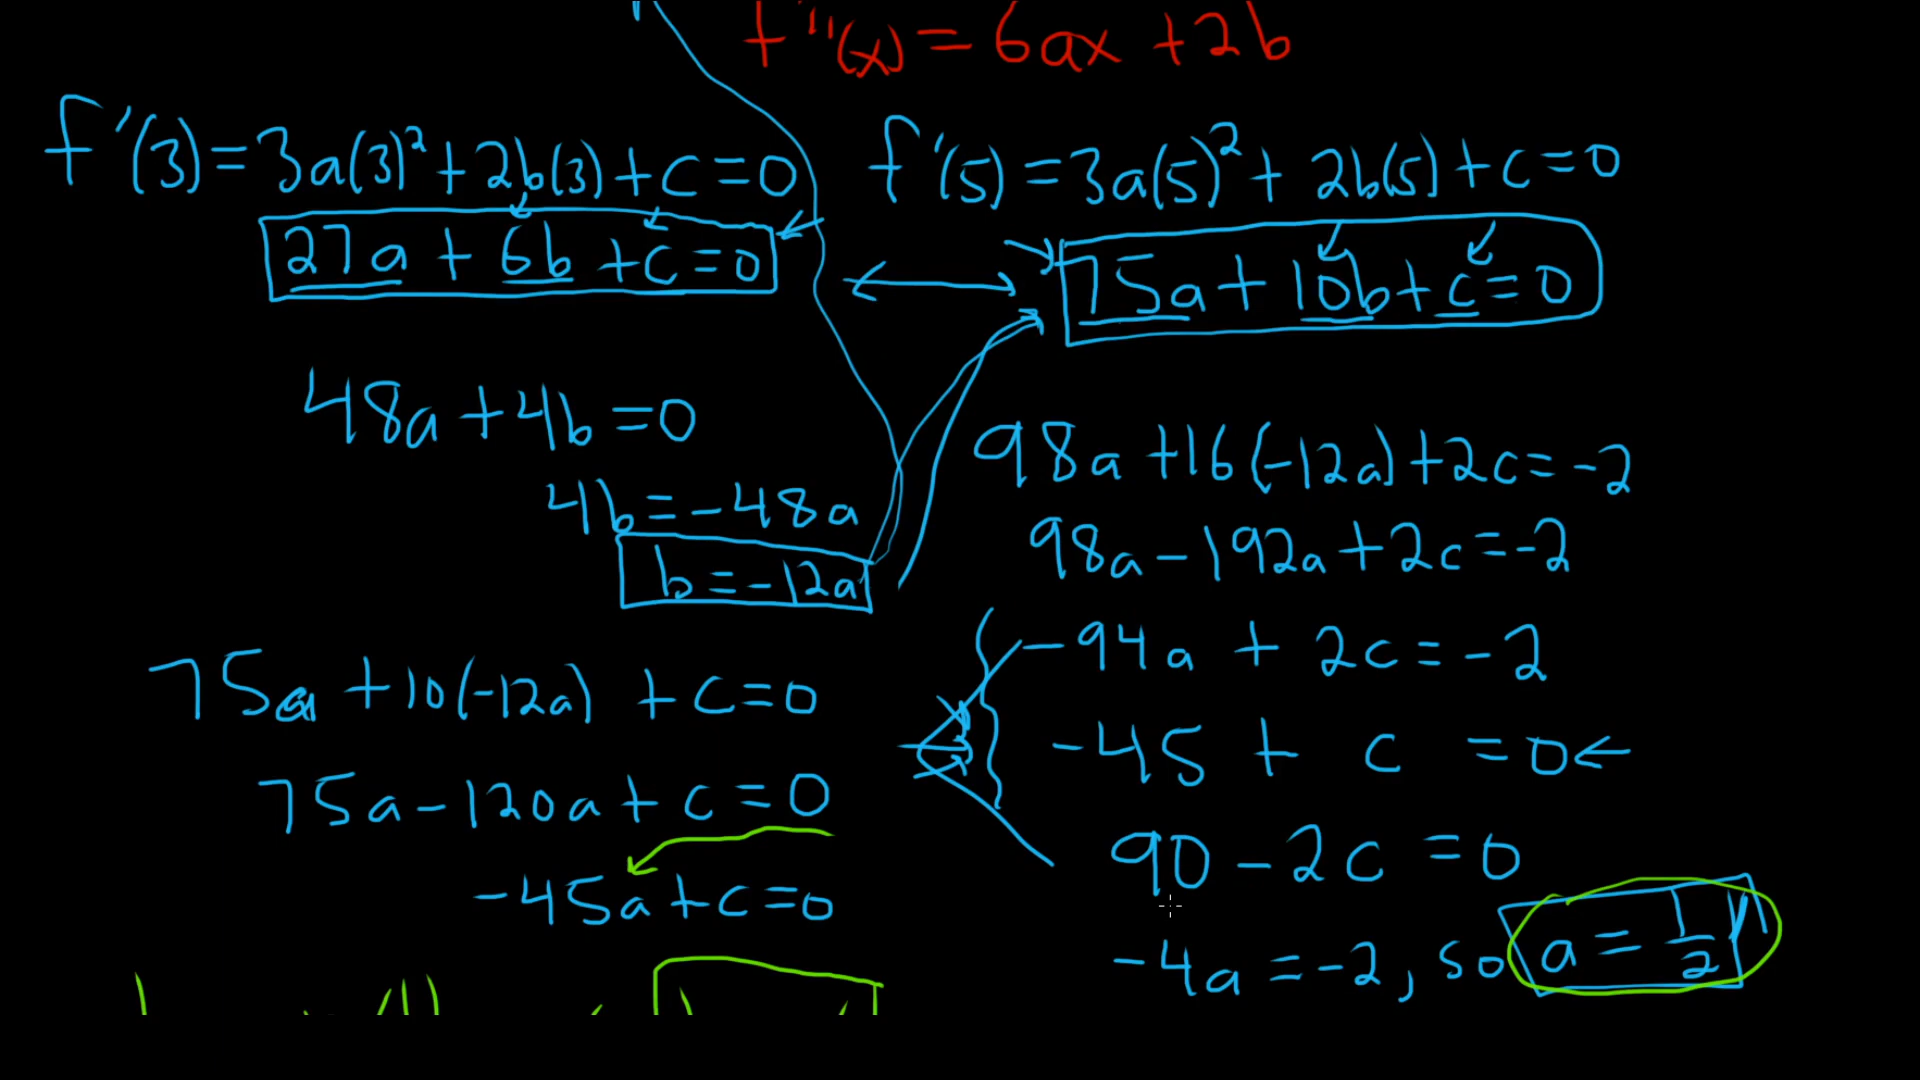 f''(x) = 6ax + 2b
f'(3) = 3a(3)² + 2b(3) + c = 0
27a + 6b + c = 0
48a + 4b = 0
4b = -48a
b = -12a
75a + 10(-12a) + c = 0
75a - 120a + c = 0
-45a + c = 0
f'(5) = 3a(5)² + 2b(5) + c = 0
75a + 10b + c = 0
98a + 16(-12a) + 2c = -2
98a - 192a + 2c = -2
-94a + 2c = -2
-45 + c = 0
90 - 2c = 0
-4a = -2, so a = 1/2